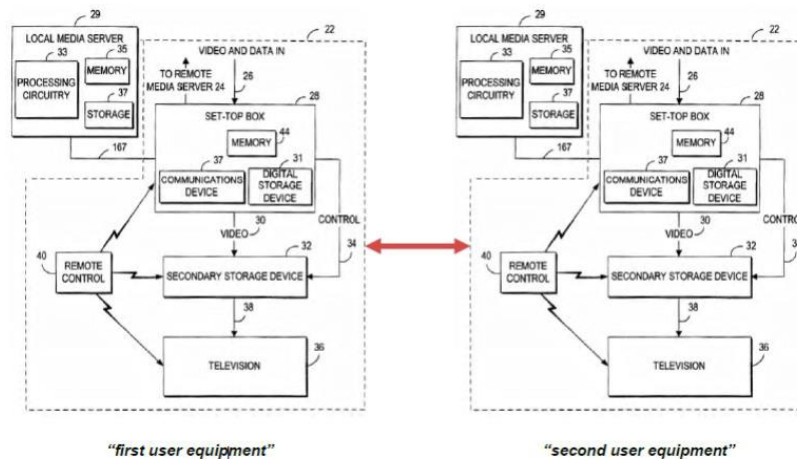 29
LOCAL MEDIA SERVER
33
PROCESSING
CIRCUITRY
35
MEMORY
37
STORAGE
167
22
VIDEO AND DATA IN
TO REMOTE
MEDIA SERVER 24
26
28
SET-TOP BOX
44
MEMORY
37
COMMUNICATIONS
DEVICE
31
DIGITAL
STORAGE
DEVICE
30
VIDEO
CONTROL
34
40
REMOTE
CONTROL
32
SECONDARY STORAGE DEVICE
38
36
TELEVISION
"first user equipment"
29
LOCAL MEDIA SERVER
33
PROCESSING
CIRCUITRY
35
MEMORY
37
STORAGE
167
22
VIDEO AND DATA IN
TO REMOTE
MEDIA SERVER 24
26
28
SET-TOP BOX
44
MEMORY
37
COMMUNICATIONS
DEVICE
31
DIGITAL
STORAGE
DEVICE
30
VIDEO
CONTROL
40
REMOTE
CONTROL
32
SECONDARY STORAGE DEVICE
38
36
TELEVISION
"second user equipment"